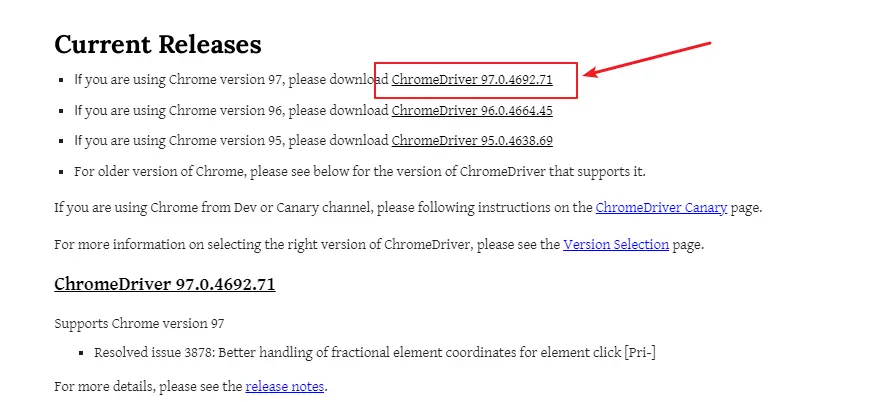 Current Releases
If you are using Chrome version 97, please download ChromeDriver 97.0.4692.71
If you are using Chrome version 96, please download ChromeDriver 96.0.4664.45
If you are using Chrome version 95, please download ChromeDriver 95.0.4638.69
For older version of Chrome, please see below for the version of ChromeDriver that supports it.
If you are using Chrome from Dev or Canary channel, please following instructions on the ChromeDriver Canary page.
For more information on selecting the right version of ChromeDriver, please see the Version Selection page.
ChromeDriver 97.0.4692.71
Supports Chrome version 97
Resolved issue 3878: Better handling of fractional element coordinates for element click [Pri-]
For more details, please see the release notes.